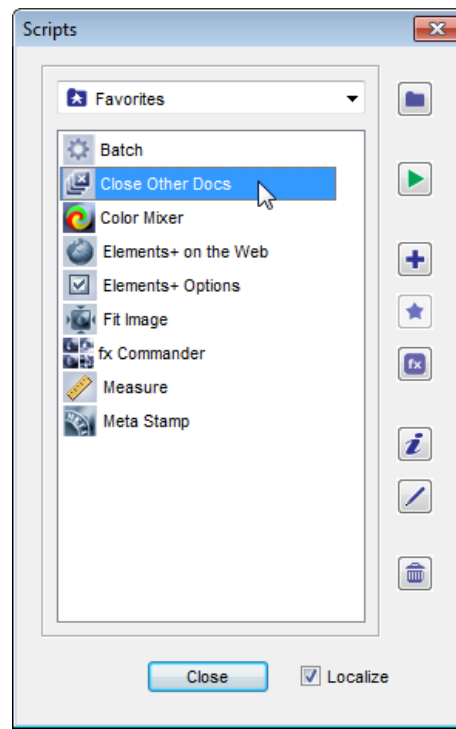 Scripts
Favorites
Batch
Close Other Docs
Color Mixer
Elements+ on the Web
Elements+ Options
Fit Image
fx Commander
Measure
Meta Stamp
fx
i
Close
Localize